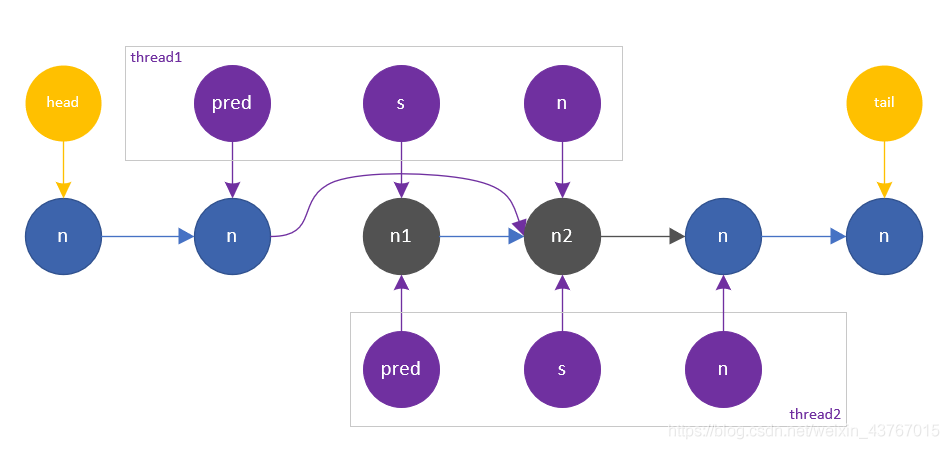 thread1
head
pred
s
n
tail
n
n
n1
n2
n
n
pred
s
n
thread2
https://blog.csdn.net/weixin_43767015